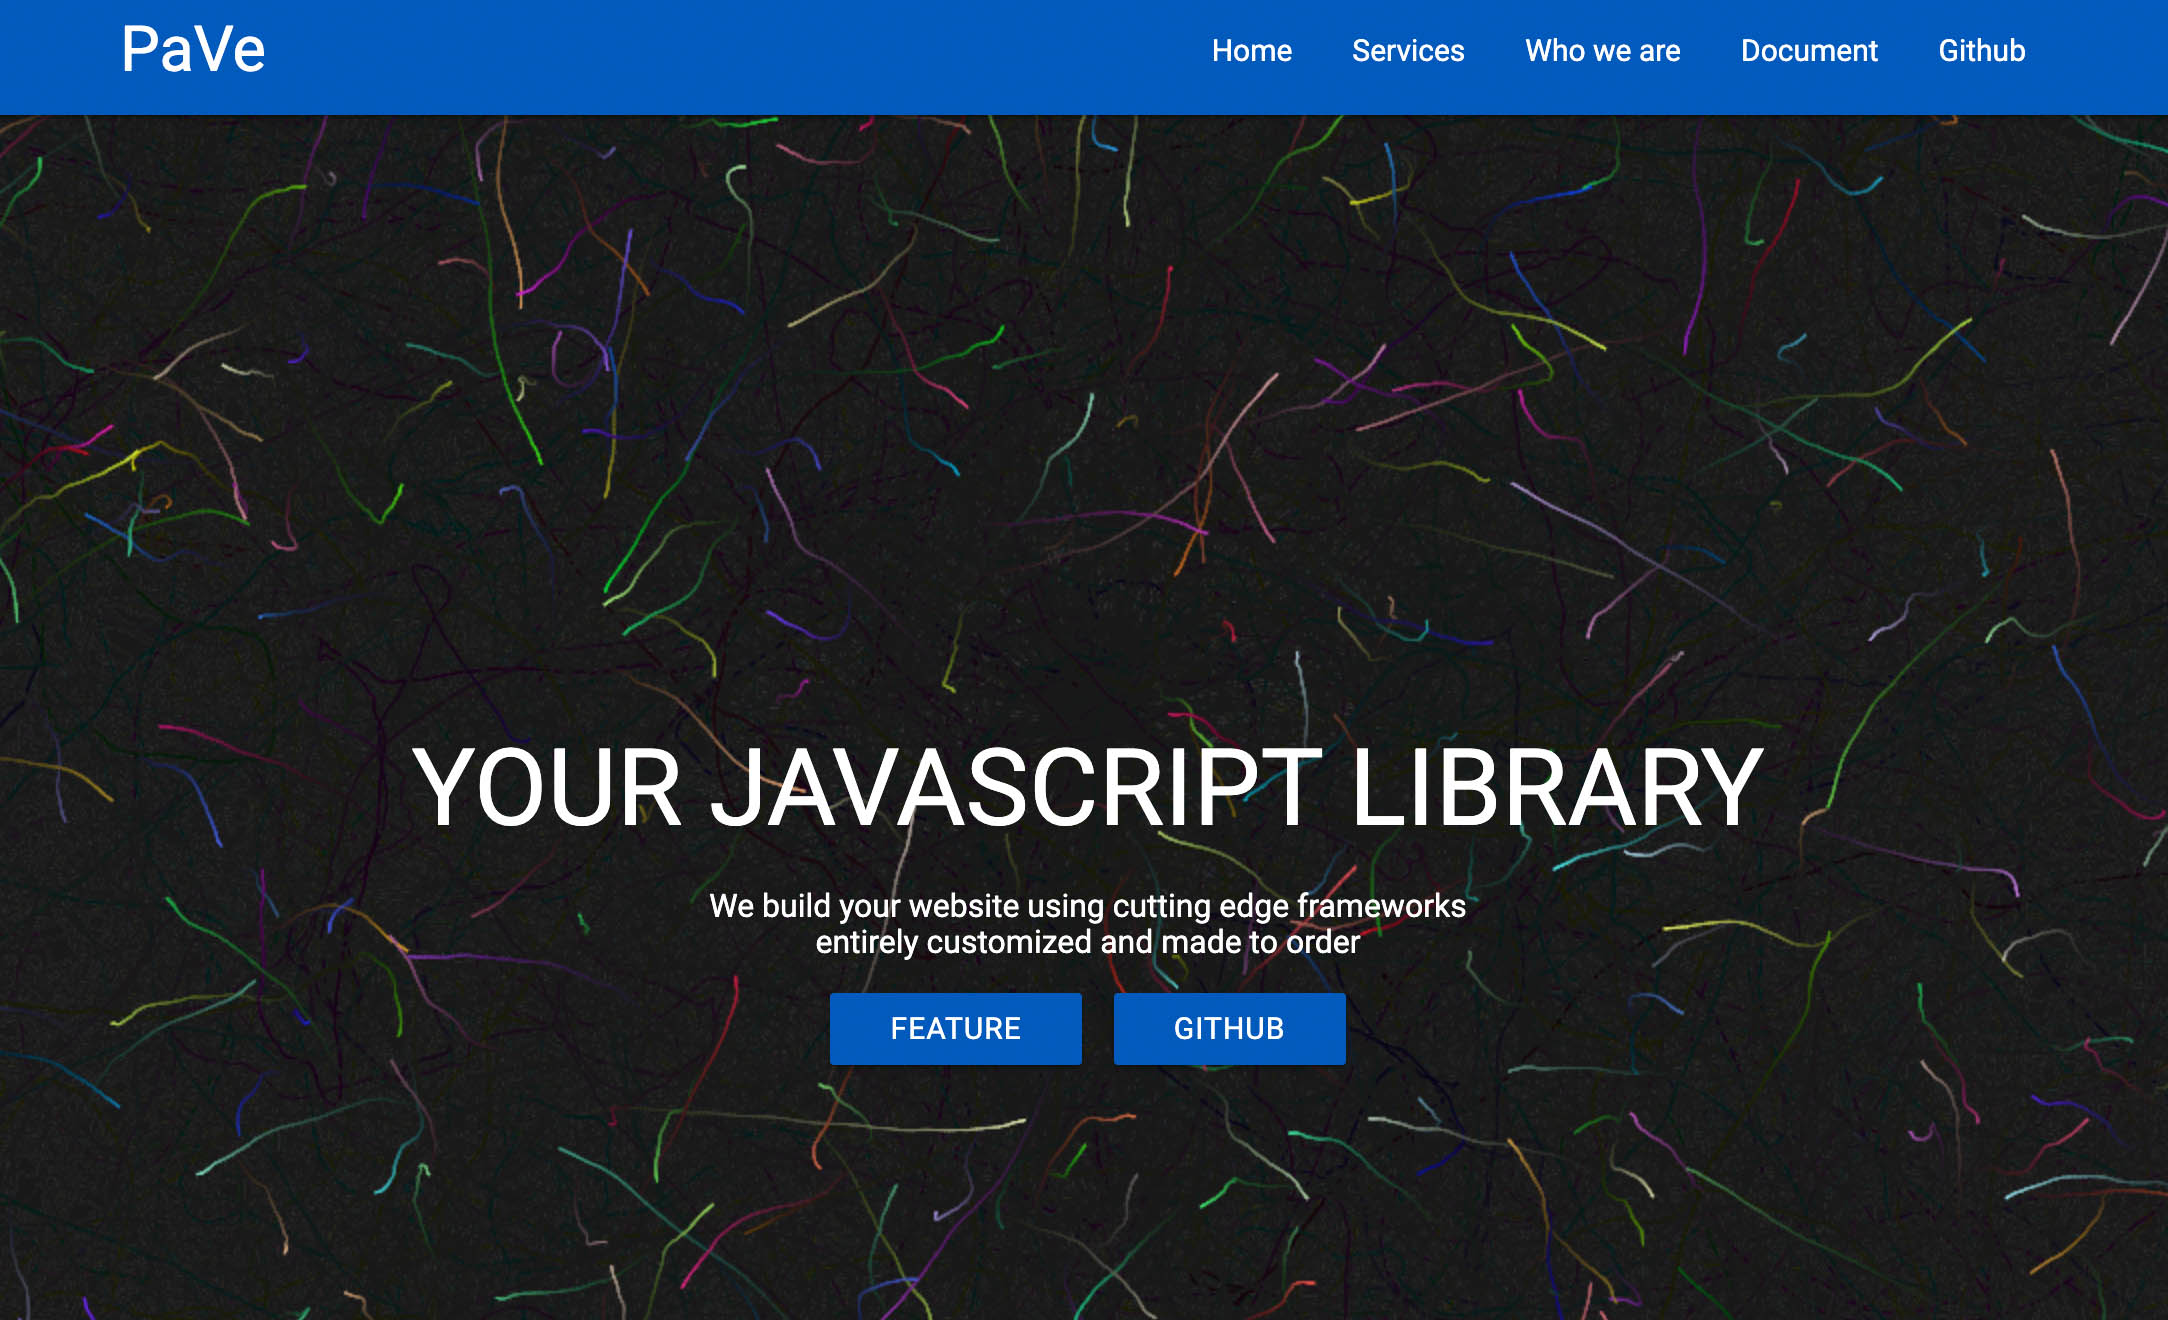 PaVe
Home Services Who we are Document Github
YOUR JAVASCRIPT LIBRARY
We build your website using cutting edge frameworks
entirely customized and made to order
FEATURE GITHUB